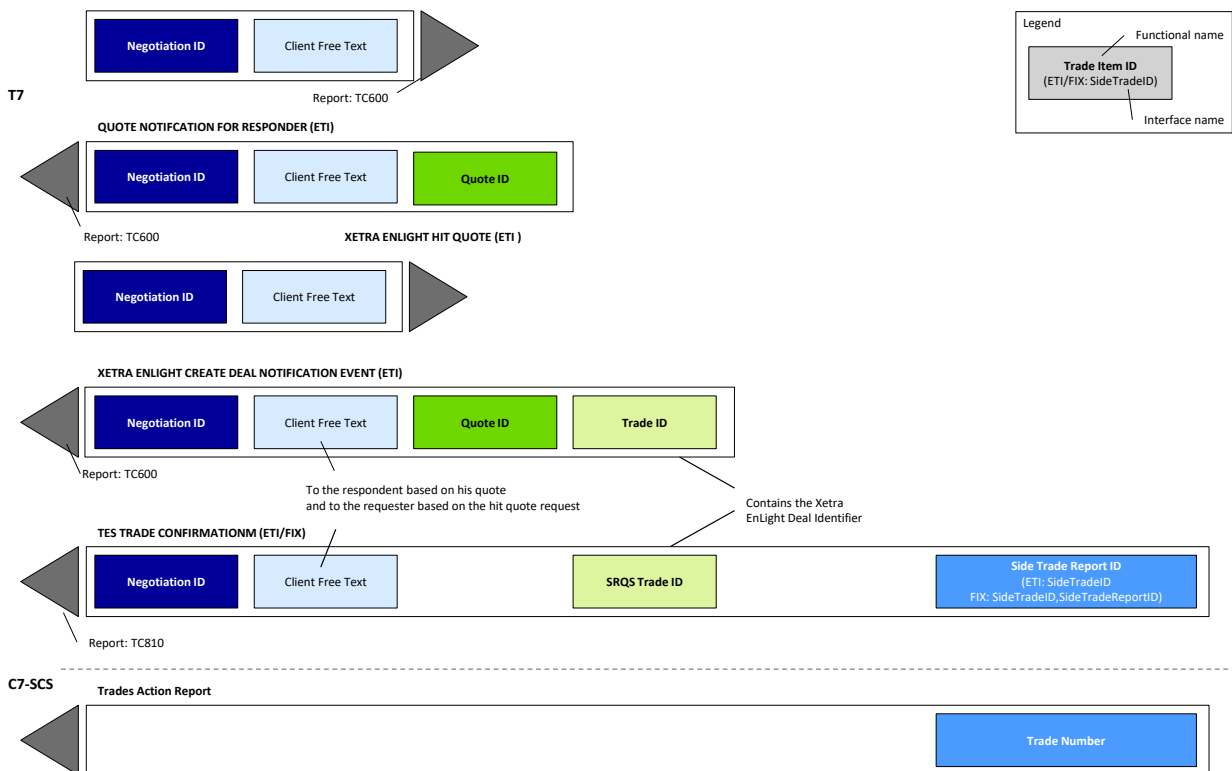 Negotiation ID
Client Free Text
Report: TC600
Legend
Functional name
Trade Item ID
(ETI/FIX: SideTradeID)
Interface name
T7
QUOTE NOTIFCATION FOR RESPONDER (ETI)
Negotiation ID
Client Free Text
Quote ID
Report: TC600
XETRA ENLIGHT HIT QUOTE (ETI )
Negotiation ID
Client Free Text
XETRA ENLIGHT CREATE DEAL NOTIFICATION EVENT (ETI)
Negotiation ID
Client Free Text
Quote ID
Trade ID
Report: TC600
To the respondent based on his quote
and to the requester based on the hit quote request
Contains the Xetra
EnLight Deal Identifier
TES TRADE CONFIRMATIONM (ETI/FIX)
Negotiation ID
Client Free Text
SRQS Trade ID
Side Trade Report ID
(ETI: SideTradeID
FIX: SideTradeID,SideTradeReportID)
Report: TC810
C7-SCS
Trades Action Report
Trade Number